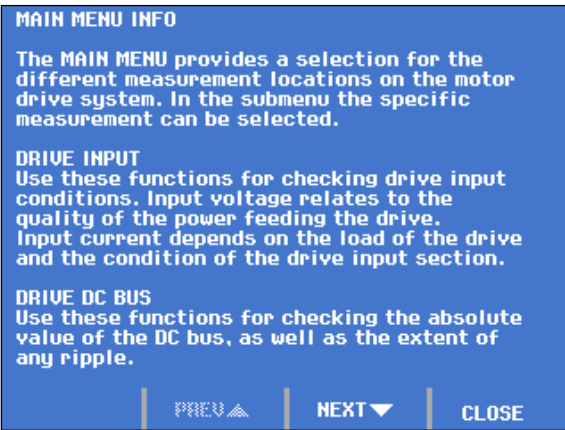 MAIN MENU INFO
The MAIN MENU provides a selection for the
different measurement locations on the motor
drive system. In the submenu the specific
measurement can be selected.
DRIVE INPUT
Use these functions for checking drive input
conditions. Input voltage relates to the
quality of the power feeding the drive.
Input current depends on the load of the drive
and the condition of the drive input section.
DRIVE DC BUS
Use these functions for checking the absolute
value of the DC bus, as well as the extent of
any ripple.
PREV▲ NEXT▼ CLOSE